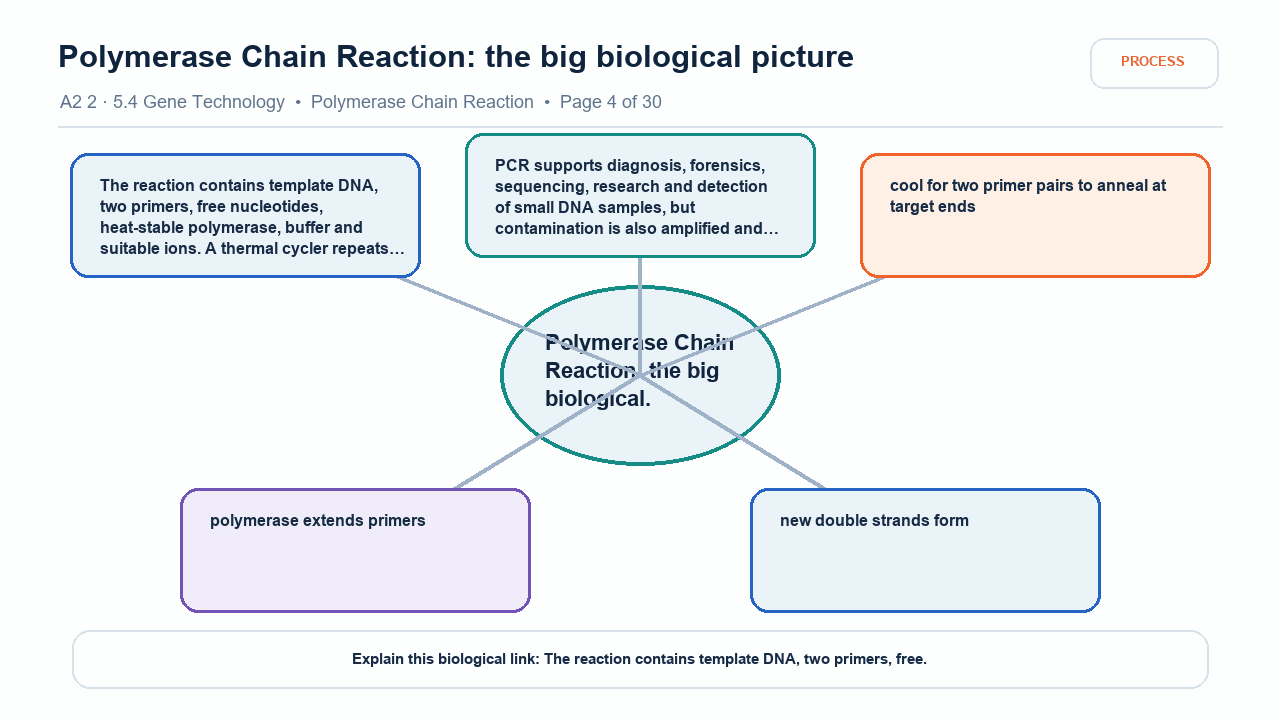 Polymerase Chain Reaction: the big biological picture
PROCESS
A2 2 · 5.4 Gene Technology • Polymerase Chain Reaction • Page 4 of 30
The reaction contains template DNA,
two primers, free nucleotides,
heat-stable polymerase, buffer and
suitable ions. A thermal cycler repeats…
PCR supports diagnosis, forensics,
sequencing, research and detection
of small DNA samples, but
contamination is also amplified and…
cool for two primer pairs to anneal at
target ends
Polymerase Chain
Reaction: the big
biological.
polymerase extends primers
new double strands form
Explain this biological link: The reaction contains template DNA, two primers, free.